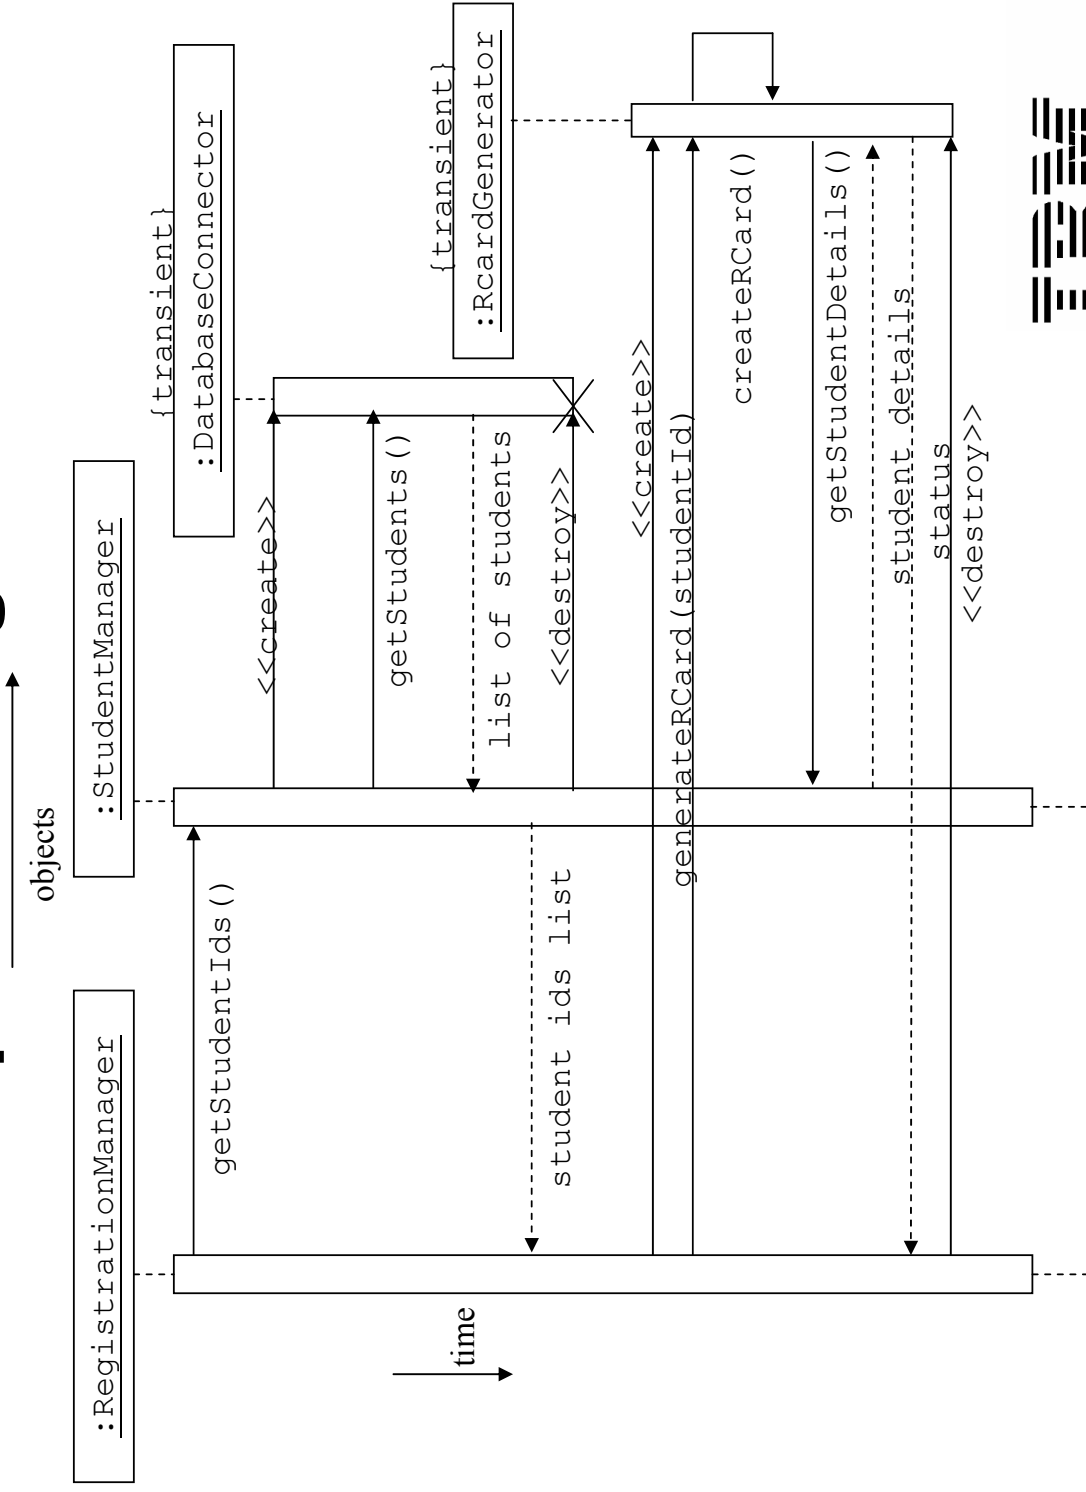 objects
time
:RegistrationManager
:StudentManager
{transient}
:DatabaseConnector
{transient}
:RcardGenerator
getStudentIds()
<<create>>
getStudents()
list of students
student ids list
<<destroy>>
<<create>>
generateRCard(studentId)
createRCard()
getStudentDetails()
student details
status
<<destroy>>
IBM